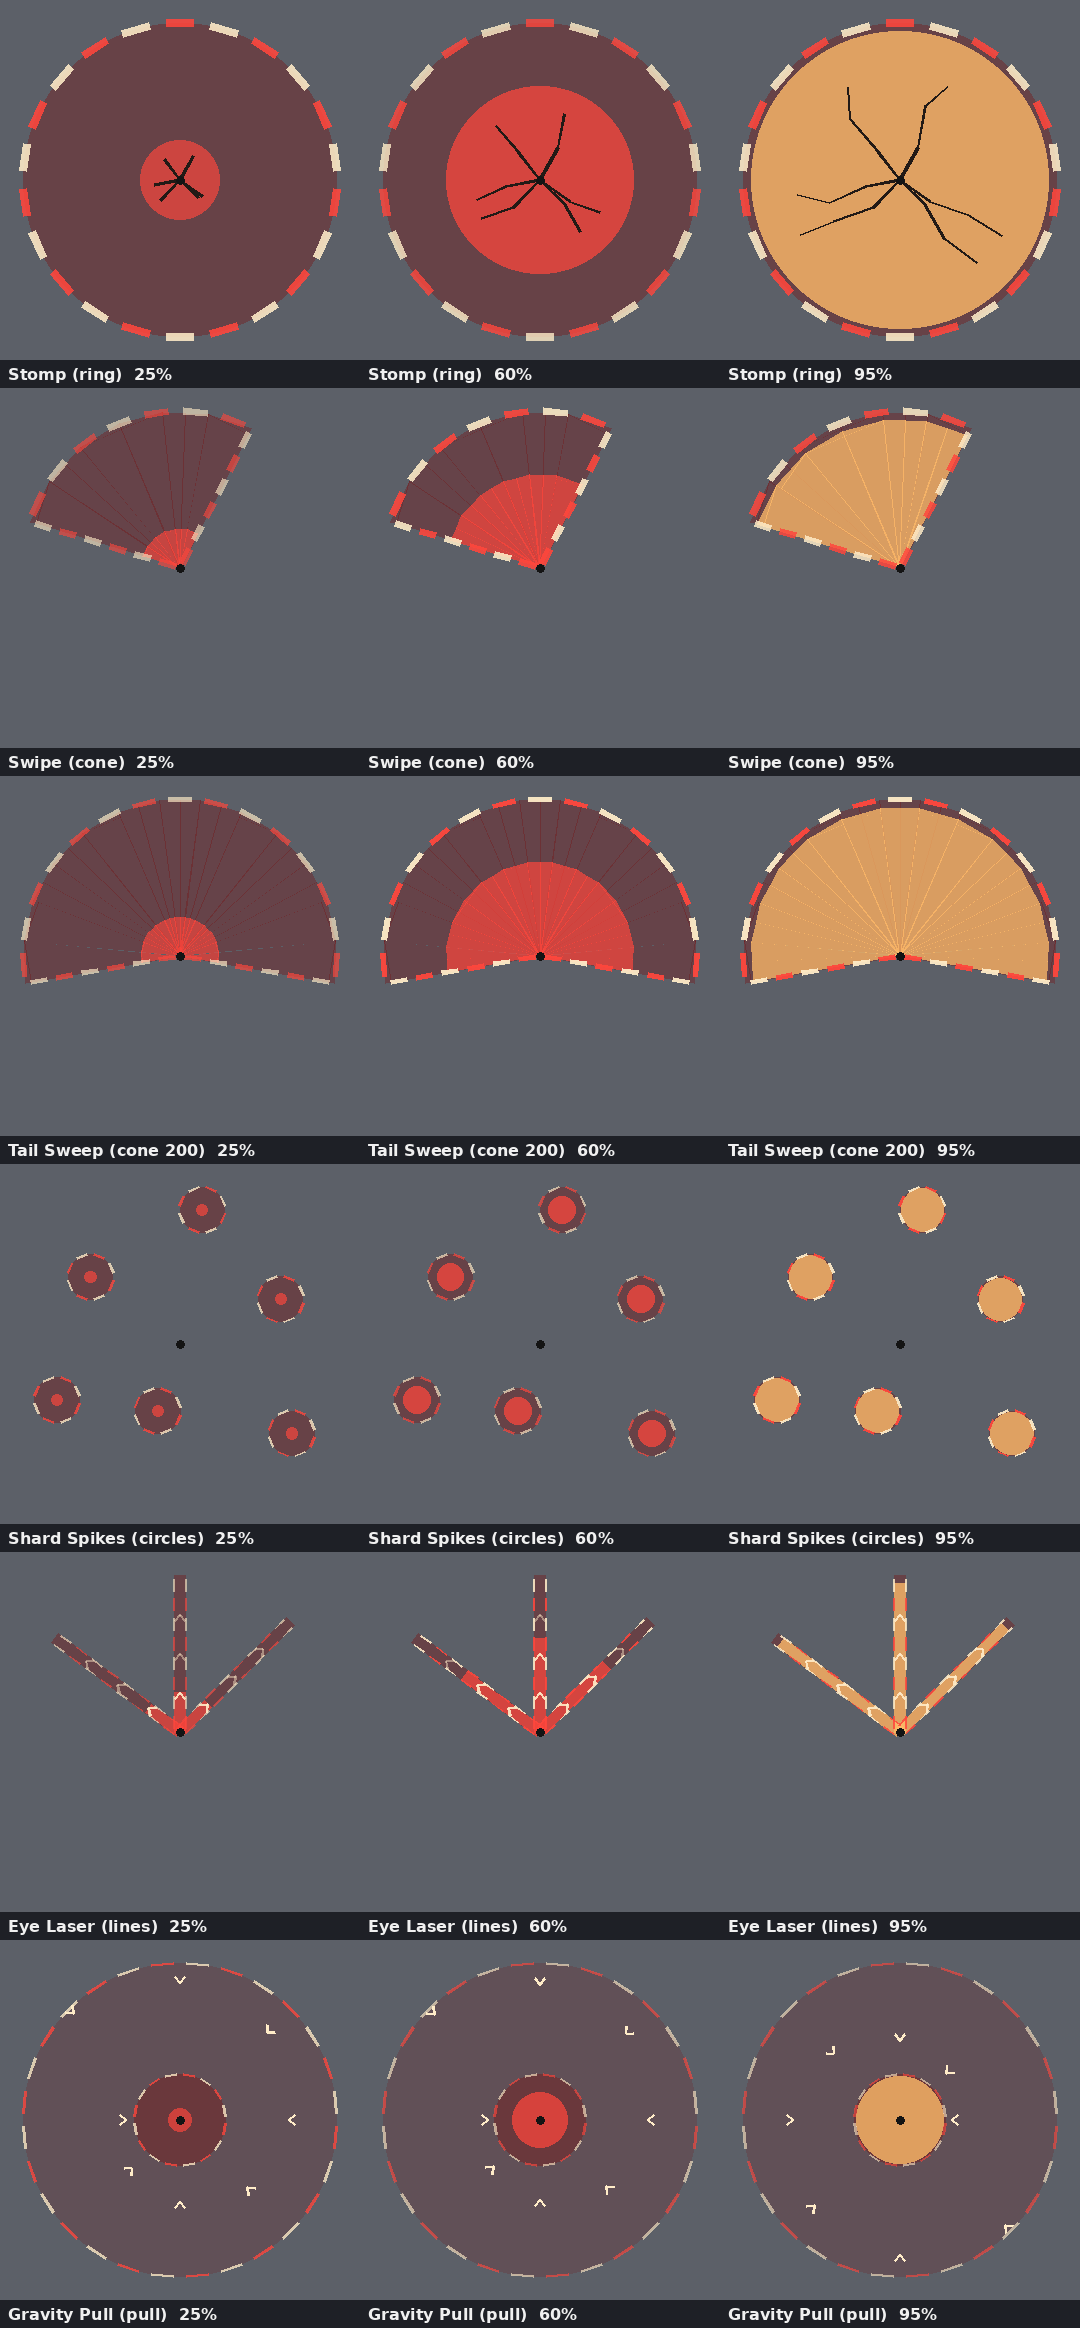 Stomp (ring)  25%
Stomp (ring)  60%
Stomp (ring)  95%
Swipe (cone)  25%
Swipe (cone)  60%
Swipe (cone)  95%
Tail Sweep (cone 200)  25%
Tail Sweep (cone 200)  60%
Tail Sweep (cone 200)  95%
Shard Spikes (circles)  25%
Shard Spikes (circles)  60%
Shard Spikes (circles)  95%
Eye Laser (lines)  25%
Eye Laser (lines)  60%
Eye Laser (lines)  95%
Gravity Pull (pull)  25%
Gravity Pull (pull)  60%
Gravity Pull (pull)  95%